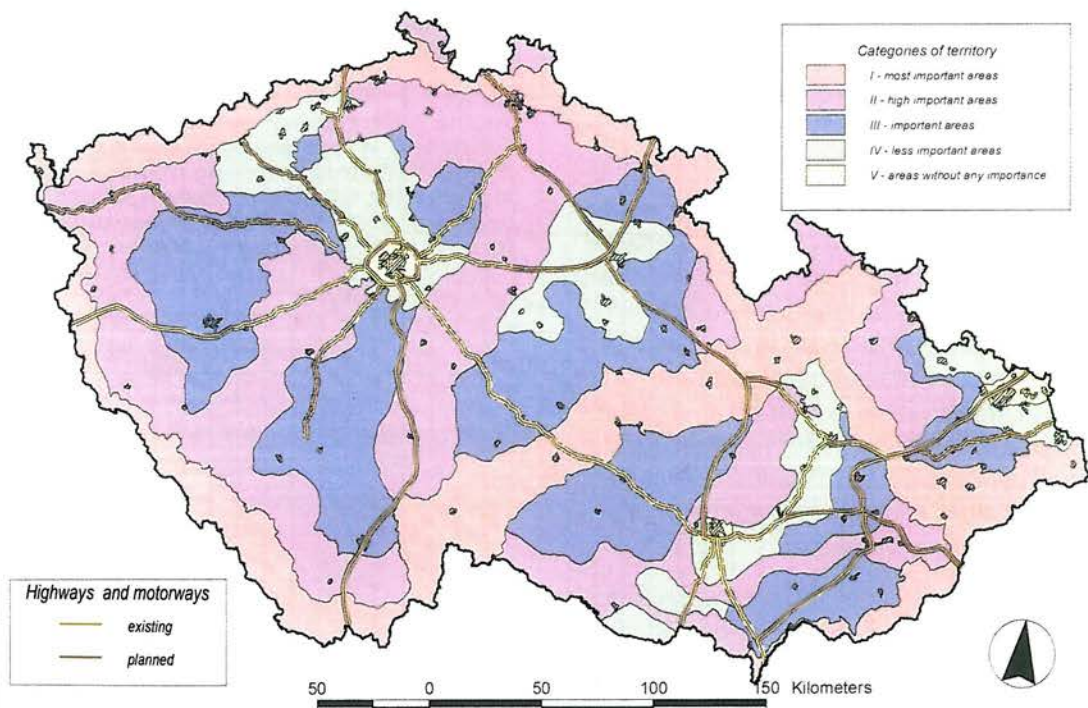 Categories of territory
I - most important areas
II - high important areas
III - important areas
IV - less important areas
V - areas without any importance
Highways and motorways
existing
planned
50 0 50 100 150 Kilometers